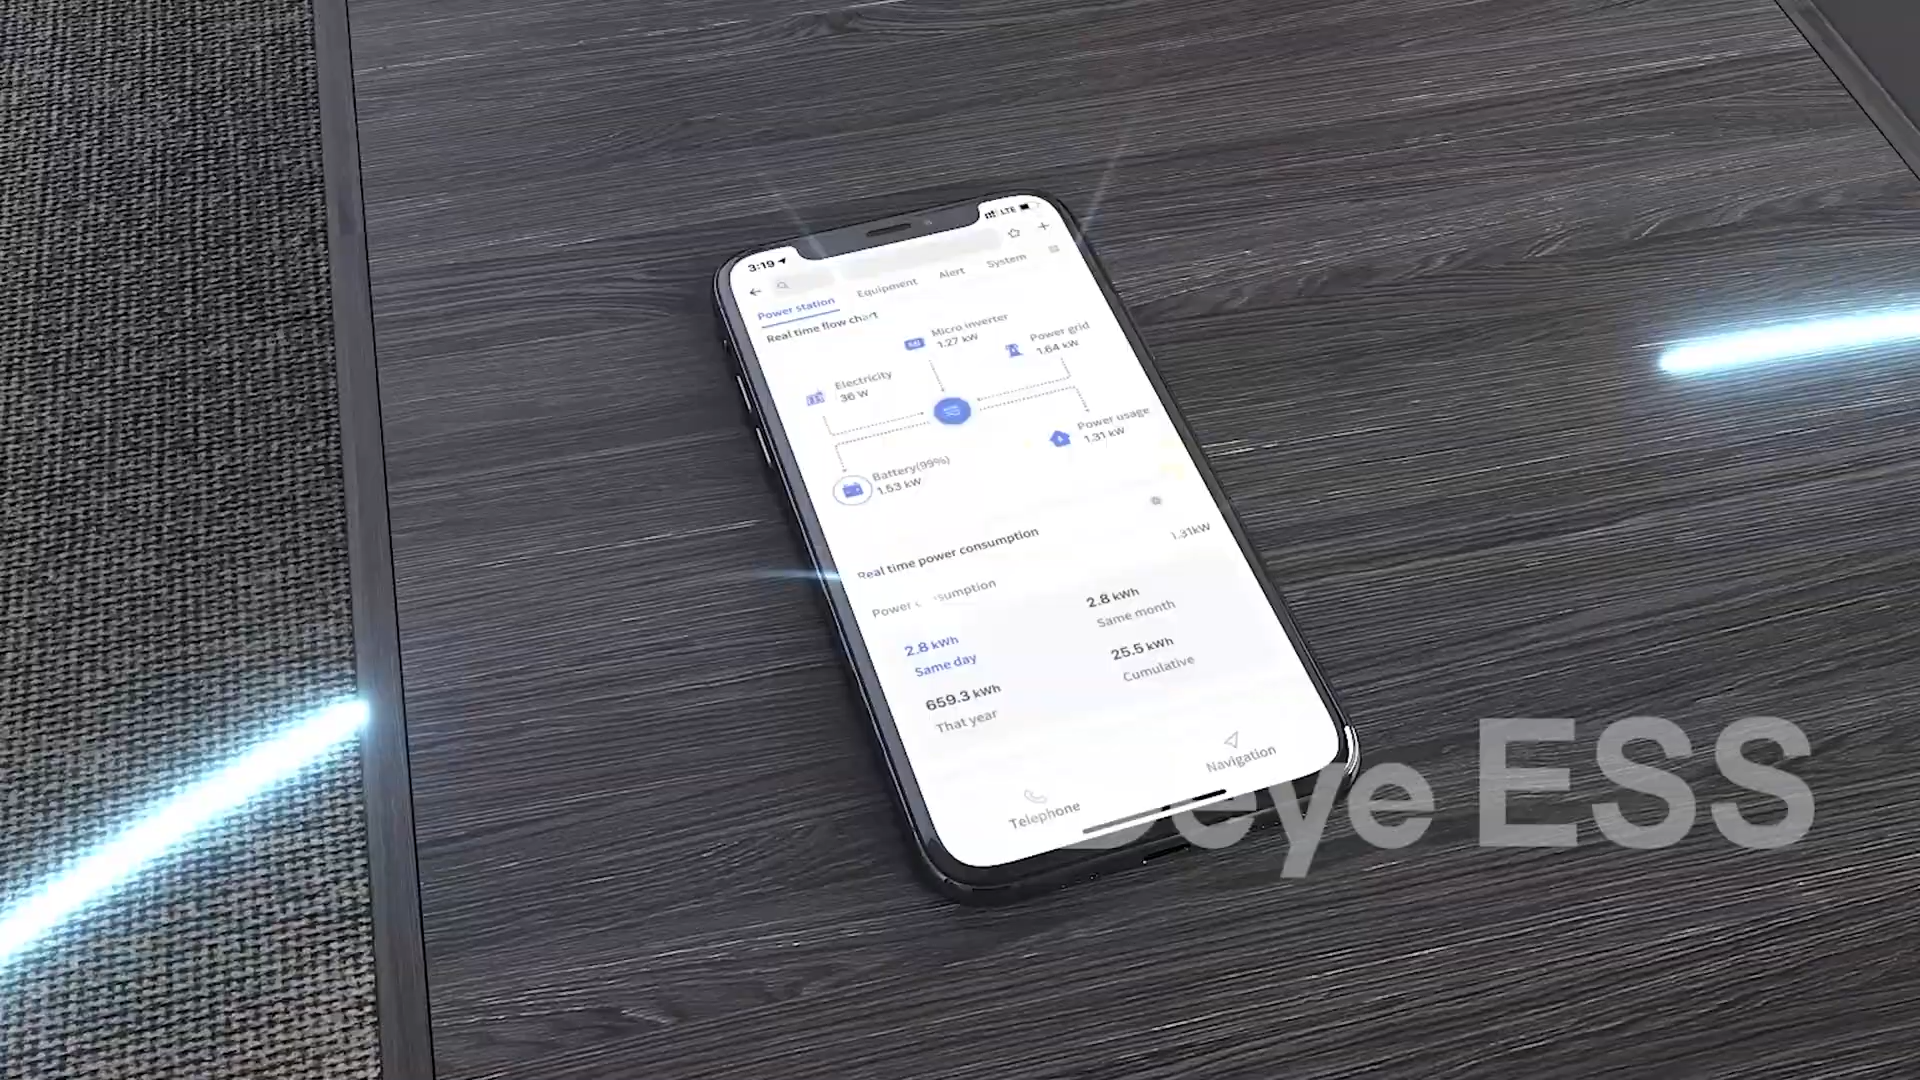 3:19
LTE
Power station
Equipment
Alert
System
Real time flow chart
Micro inverter
1.27 kW
Power grid
1.64 kW
Electricity
36 W
Power usage
1.31 kW
Battery(99%)
1.53 kW
Real time power consumption
1.31kW
Power
2.8 kWh
Same day
2.8 kWh
Same month
659.3 kWh
That year
25.5 kWh
Cumulative
Telephone
Navigation
ESS